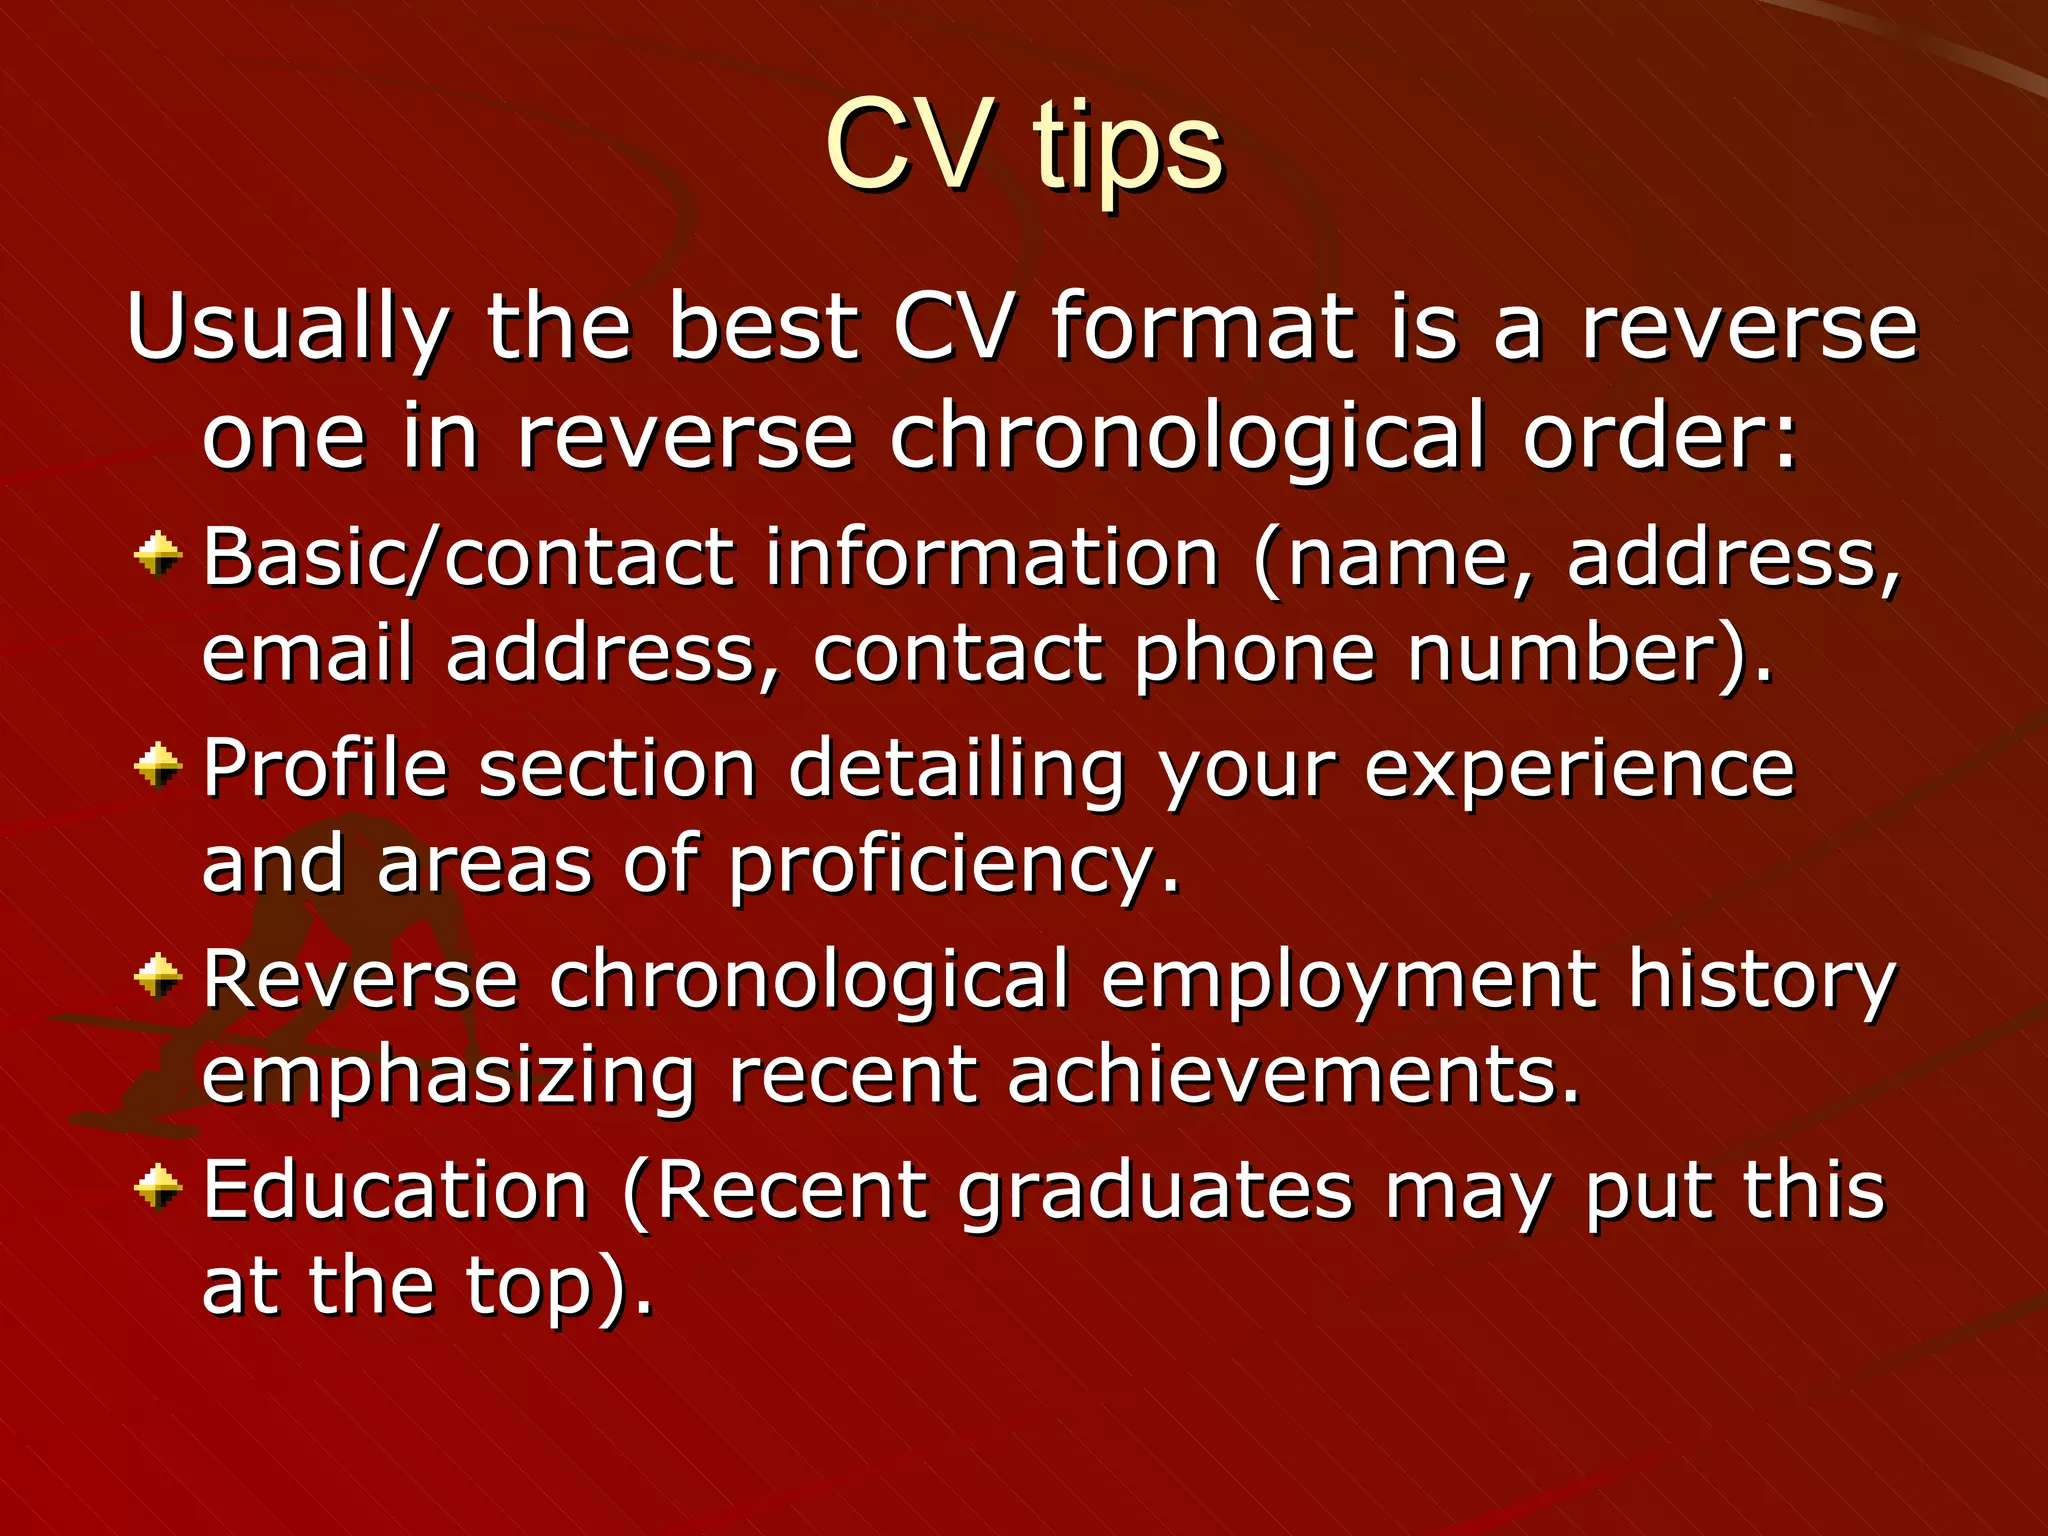 CV tips
Usually the best CV format is a reverse
one in reverse chronological order:
Basic/contact information (name, address,
email address, contact phone number).
Profile section detailing your experience
and areas of proficiency.
Reverse chronological employment history
emphasizing recent achievements.
Education (Recent graduates may put this
at the top).